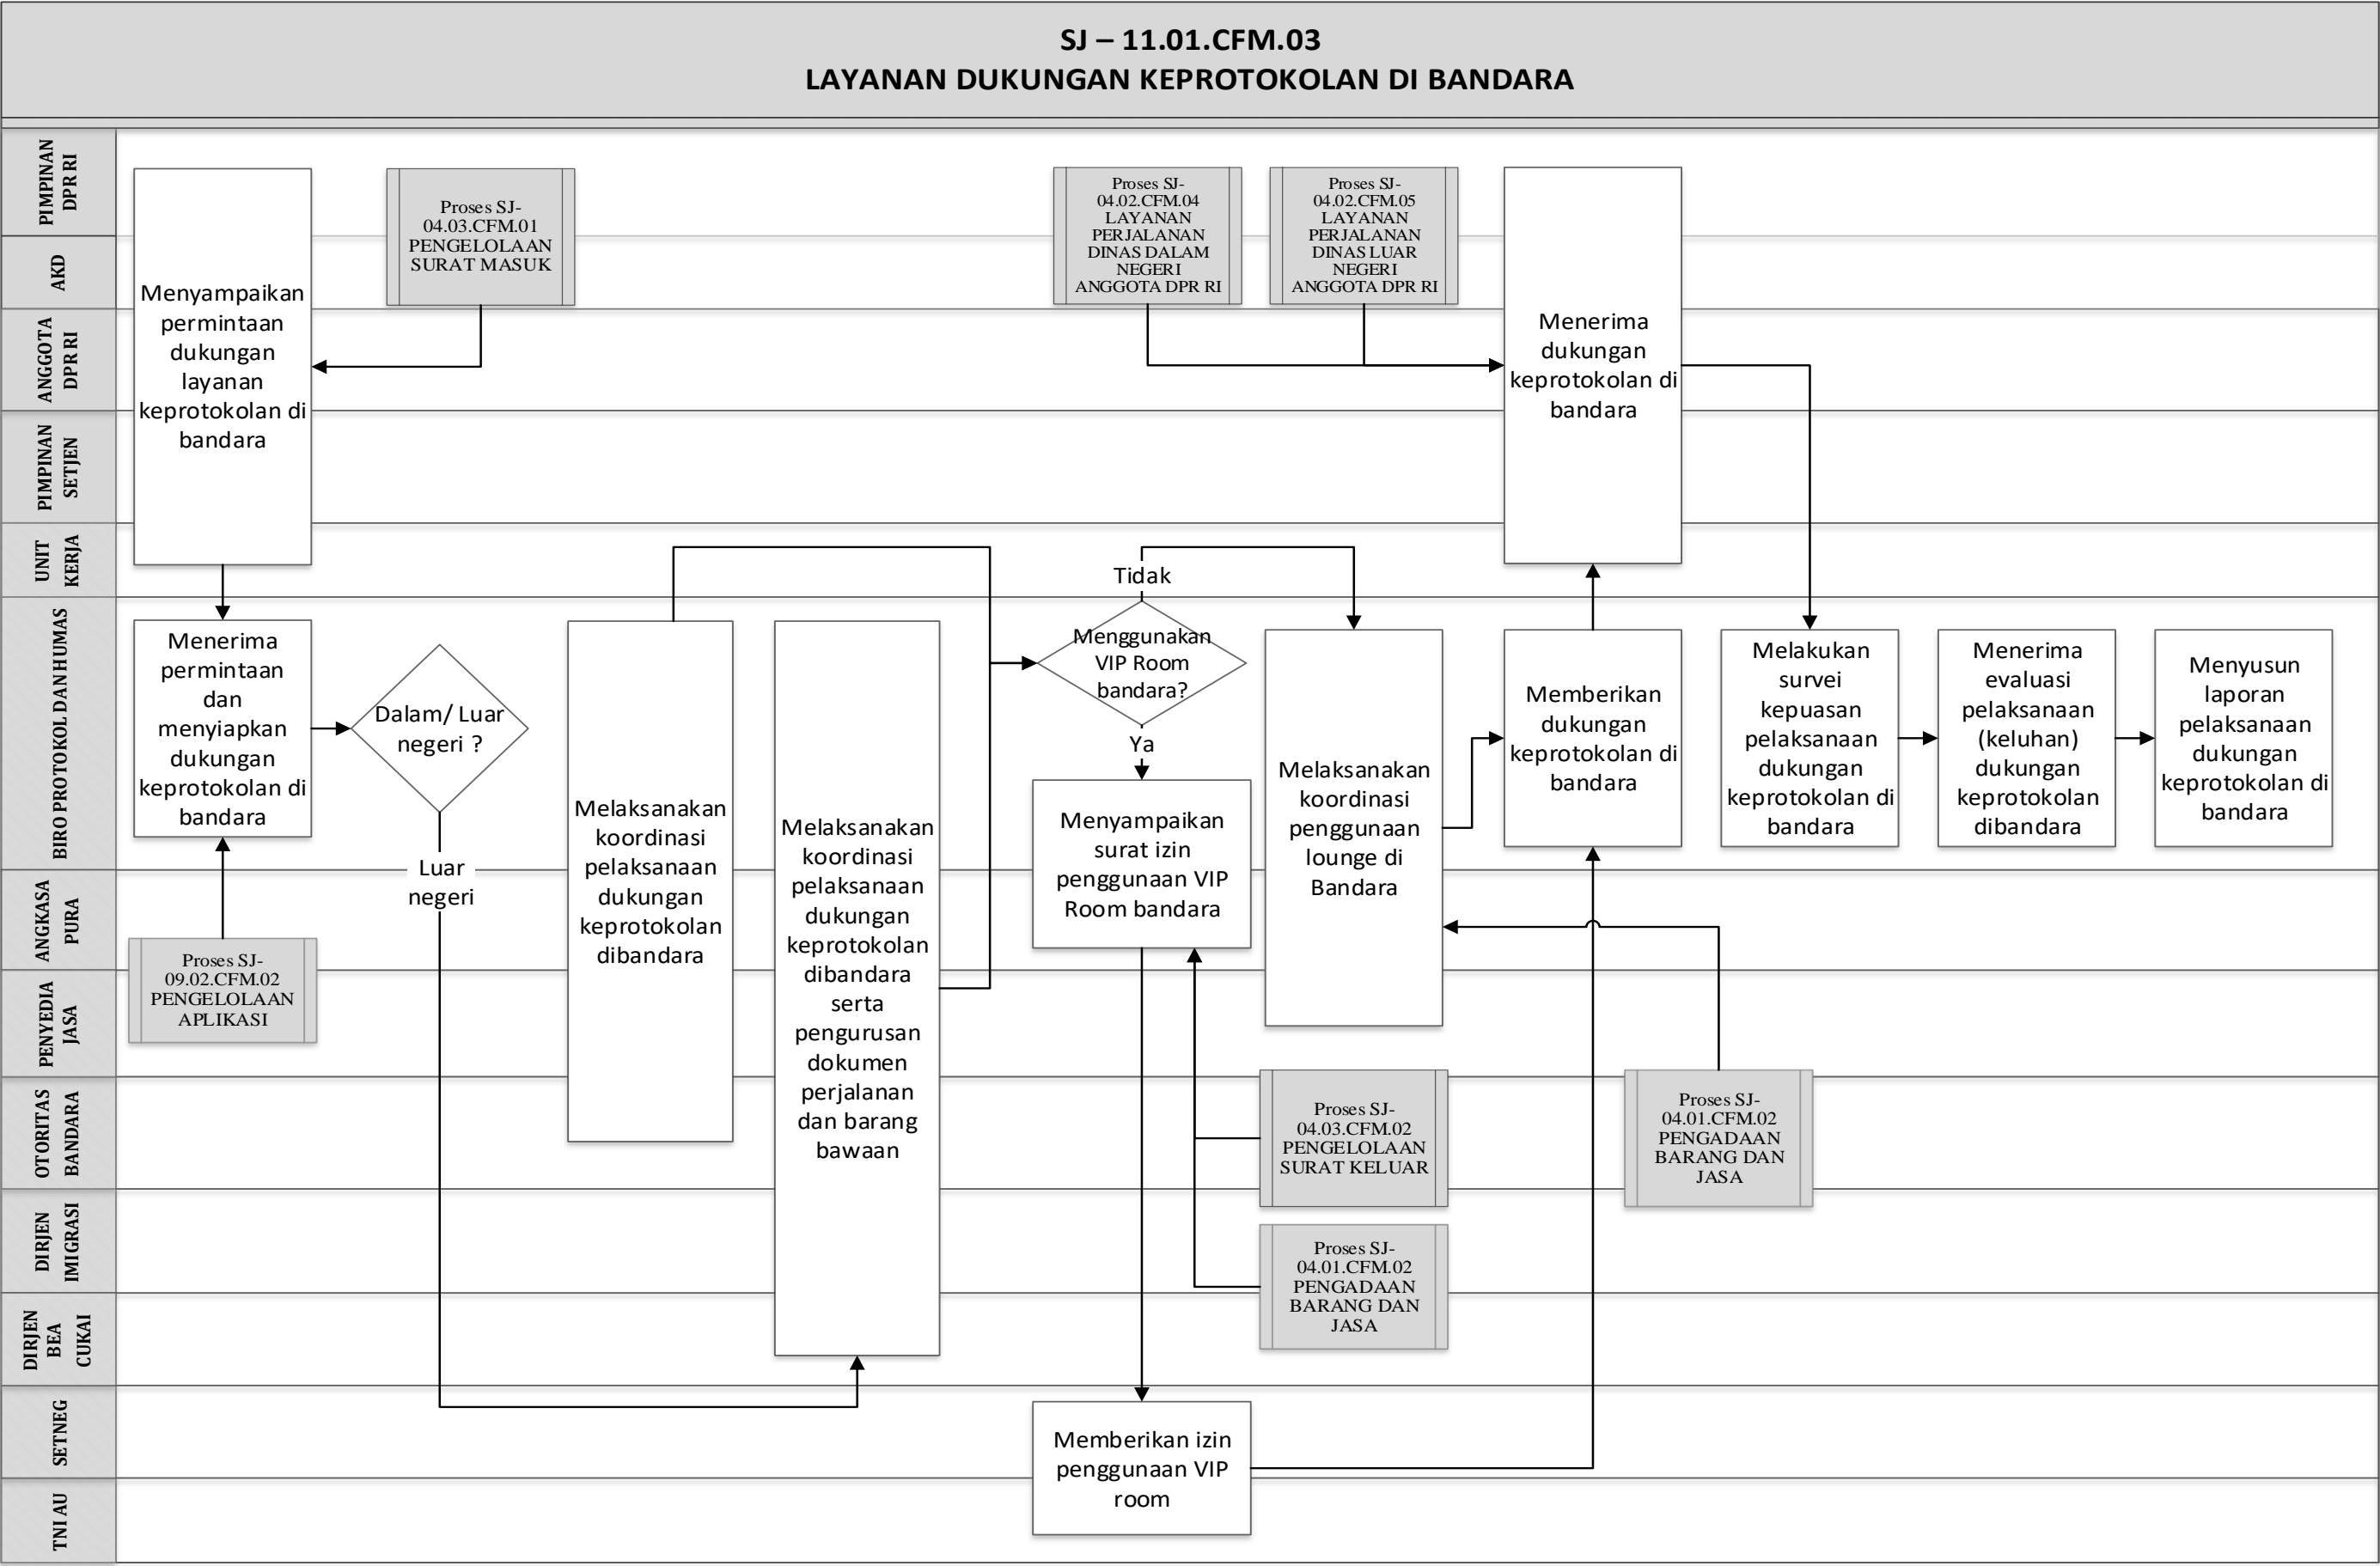 SJ – 11.01.CFM.03
LAYANAN DUKUNGAN KEPROTOKOLAN DI BANDARA
PIMPINAN
DPR RI
AKD
ANGGOTA
DPR RI
PIMPINAN
SETJEN
UNIT
KERJA
BIRO PROTOKOL DAN HUMAS
ANGKASA
PURA
PENYEDIA
JASA
OTORITAS
BANDARA
DIRJEN
IMIGRASI
DIRJEN
BEA
CUKAI
SETNEG
TNI AU
Menyampaikan
permintaan
dukungan
layanan
keprotokolan di
bandara
Proses SJ-
04.03.CFM.01
PENGELOLAAN
SURAT MASUK
Menerima
permintaan
dan
menyiapkan
dukungan
keprotokolan di
bandara
Proses SJ-
09.02.CFM.02
PENGELOLAAN
APLIKASI
Dalam/ Luar
negeri ?
Luar
negeri
Melaksanakan
koordinasi
pelaksanaan
dukungan
keprotokolan
dibandara
Melaksanakan
koordinasi
pelaksanaan
dukungan
keprotokolan
dibandara
serta
pengurusan
dokumen
perjalanan
dan barang
bawaan
Proses SJ-
04.02.CFM.04
LAYANAN
PERJALANAN
DINAS DALAM
NEGERI
ANGGOTA DPR RI
Proses SJ-
04.02.CFM.05
LAYANAN
PERJALANAN
DINAS LUAR
NEGERI
ANGGOTA DPR RI
Tidak
Menggunakan
VIP Room
bandara?
Ya
Menyampaikan
surat izin
penggunaan VIP
Room bandara
Melaksanakan
koordinasi
penggunaan
lounge di
Bandara
Proses SJ-
04.03.CFM.02
PENGELOLAAN
SURAT KELUAR
Proses SJ-
04.01.CFM.02
PENGADAAN
BARANG DAN
JASA
Memberikan izin
penggunaan VIP
room
Menerima
dukungan
keprotokolan di
bandara
Memberikan
dukungan
keprotokolan di
bandara
Proses SJ-
04.01.CFM.02
PENGADAAN
BARANG DAN
JASA
Melakukan
survei
kepuasan
pelaksanaan
dukungan
keprotokolan di
bandara
Menerima
evaluasi
pelaksanaan
(keluhan)
dukungan
keprotokolan
dibandara
Menyusun
laporan
pelaksanaan
dukungan
keprotokolan di
bandara